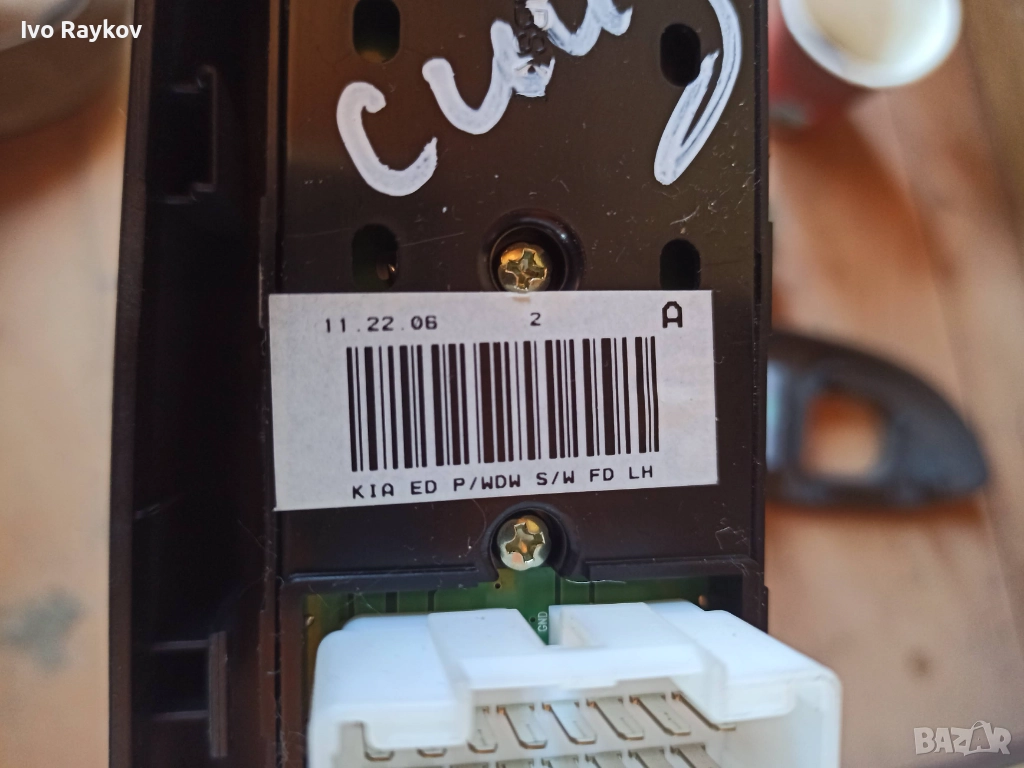 Ivo Raykov
11.22.06 2 A
KIA ED P/WDW S/W FD LH
GND
BAZAR